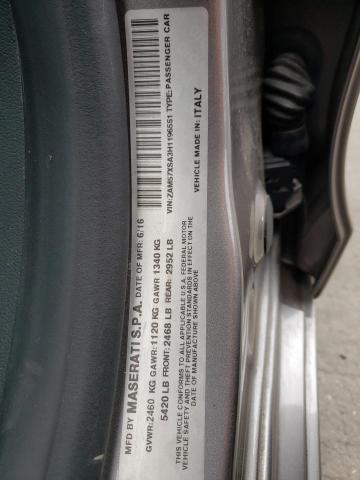 MFD BY MASERATI S.P.A. DATE OF MFR: 6/16
GVWR:2460 KG GAWR:1120 KG GAWR 1340 KG
5420 LB FRONT:2468 LB REAR: 2952 LB
THIS VEHICLE CONFORMS TO ALL APPLICABLE U.S.A. FEDERAL MOTOR
VEHICLE SAFETY AND THEFT PREVENTION STANDARDS IN EFFECT ON THE
DATE OF MANUFACTURE SHOWN ABOVE
VIN:ZAM57XSA3H1196551 TYPE:PASSENGER CAR
VEHICLE MADE IN: ITALY